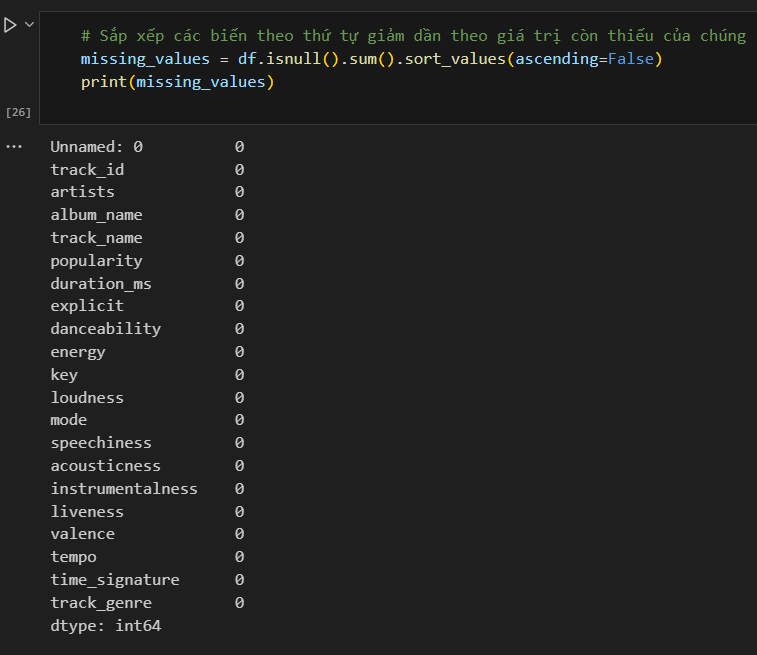 # Sắp xếp các biến theo thứ tự giảm dần theo giá trị còn thiếu của chúng
missing_values = df.isnull().sum().sort_values(ascending=False)
print(missing_values)
[26]
... Unnamed: 0 0
track_id 0
artists 0
album_name 0
track_name 0
popularity 0
duration_ms 0
explicit 0
danceability 0
energy 0
key 0
loudness 0
mode 0
speechiness 0
acousticness 0
instrumentalness 0
liveness 0
valence 0
tempo 0
time_signature 0
track_genre 0
dtype: int64